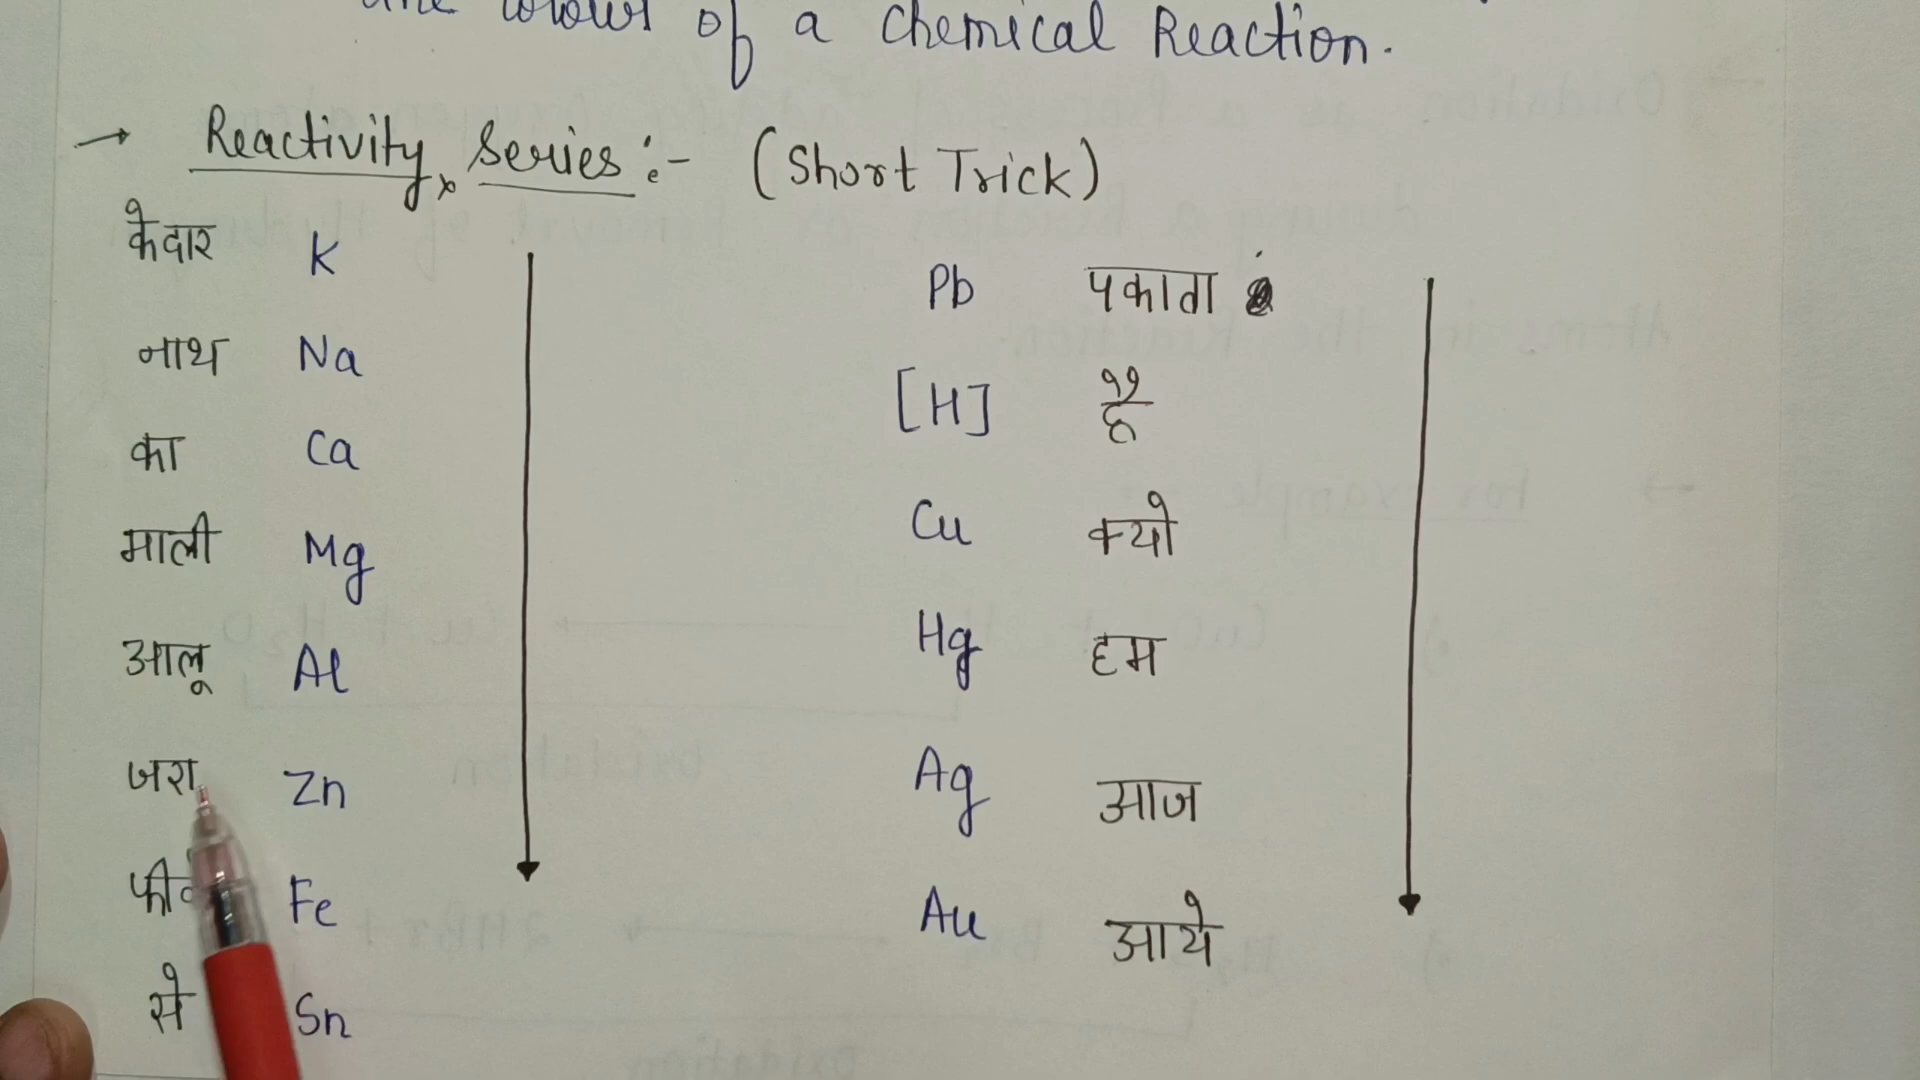 of a Chemical Reaction.
→ Reactivity Series :- (Short Trick)
केदार K
नाथ Na
का Ca
माली Mg
आलू Al
जरा Zn
Fe
से Sn
Pb पकाता
[H] है
Cu क्यो
Hg हम
Ag आज
Au आये